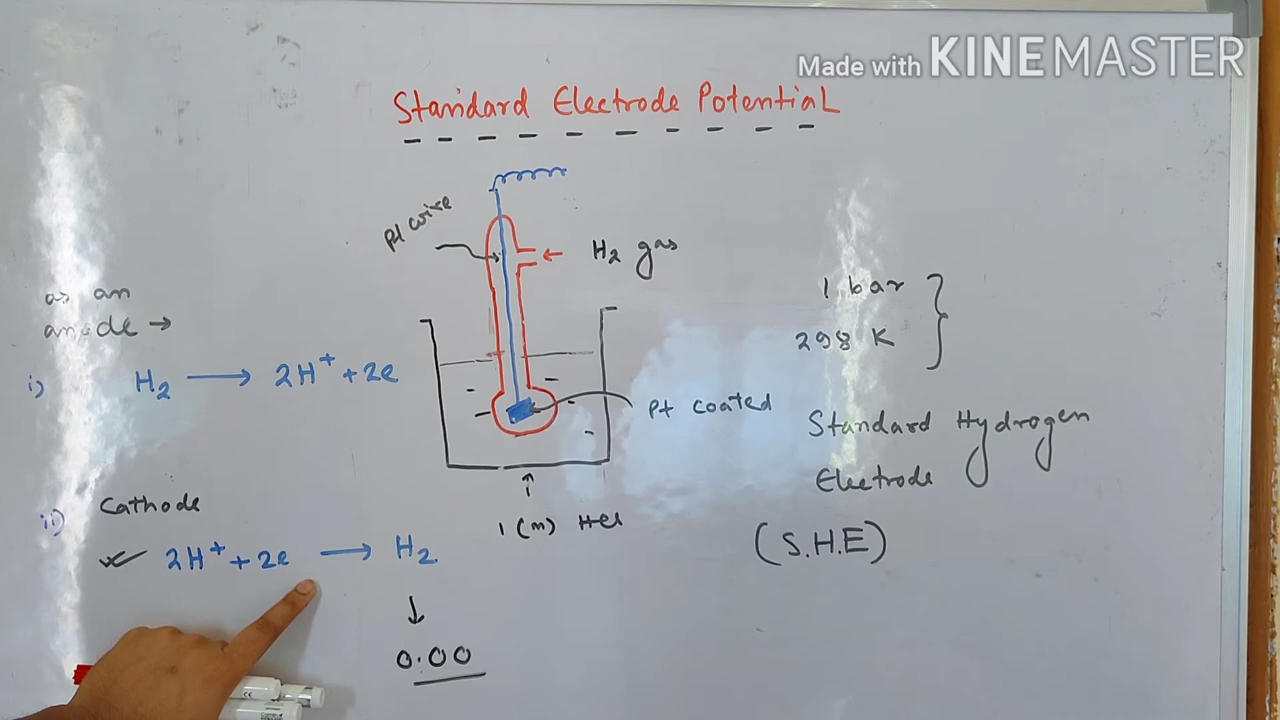 Made with KINEMASTER
Standard Electrode Potential
Pt wire
H2 gas
1 bar
298 K
as an
anode →
i) H2 → 2H+ + 2e
Pt coated
Standard Hydrogen
Electrode
(S.H.E)
1 (m) HCl
ii) Cathode
2H+ + 2e → H2
↓
0.00